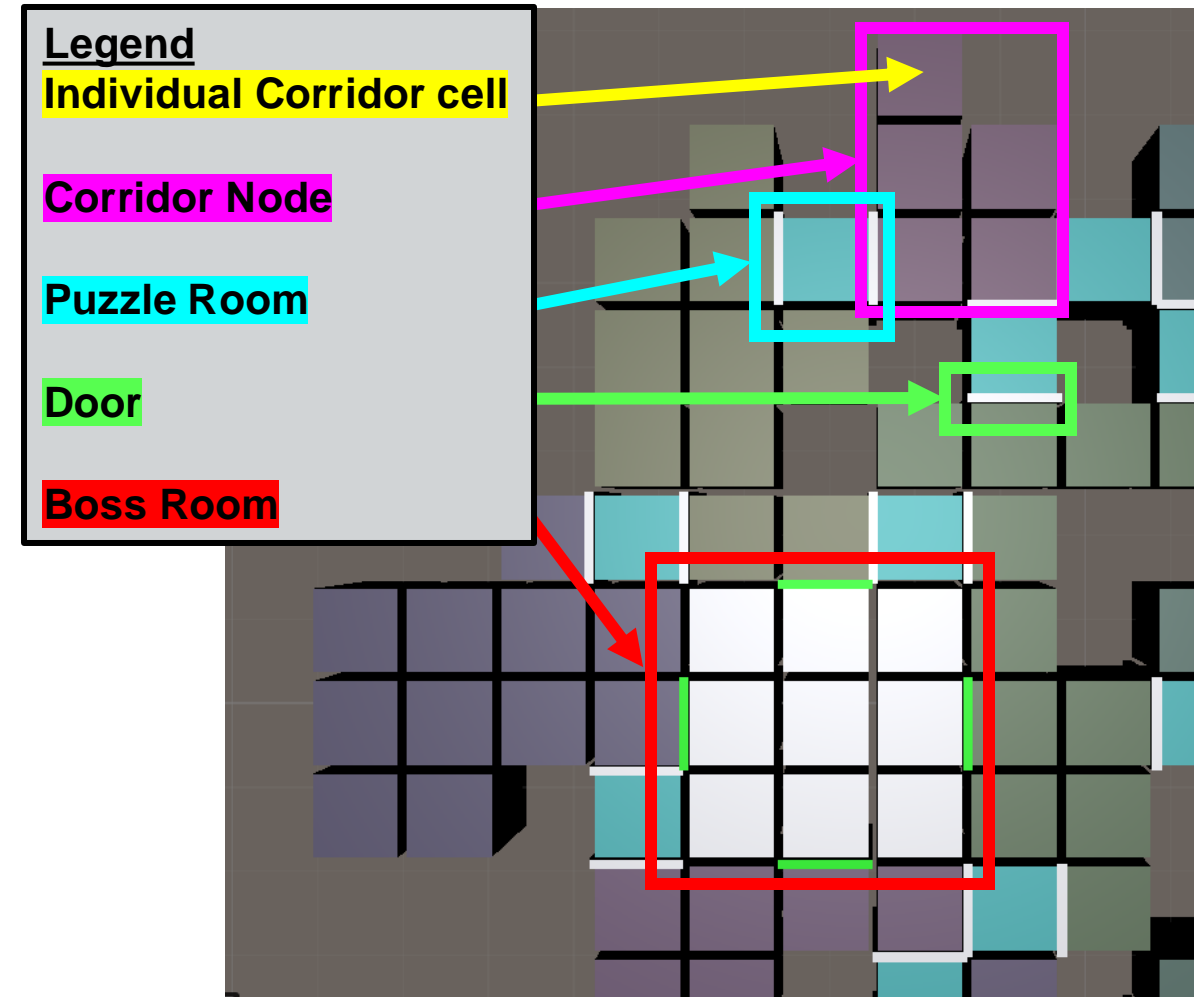 Legend
Individual Corridor cell
Corridor Node
Puzzle Room
Door
Boss Room